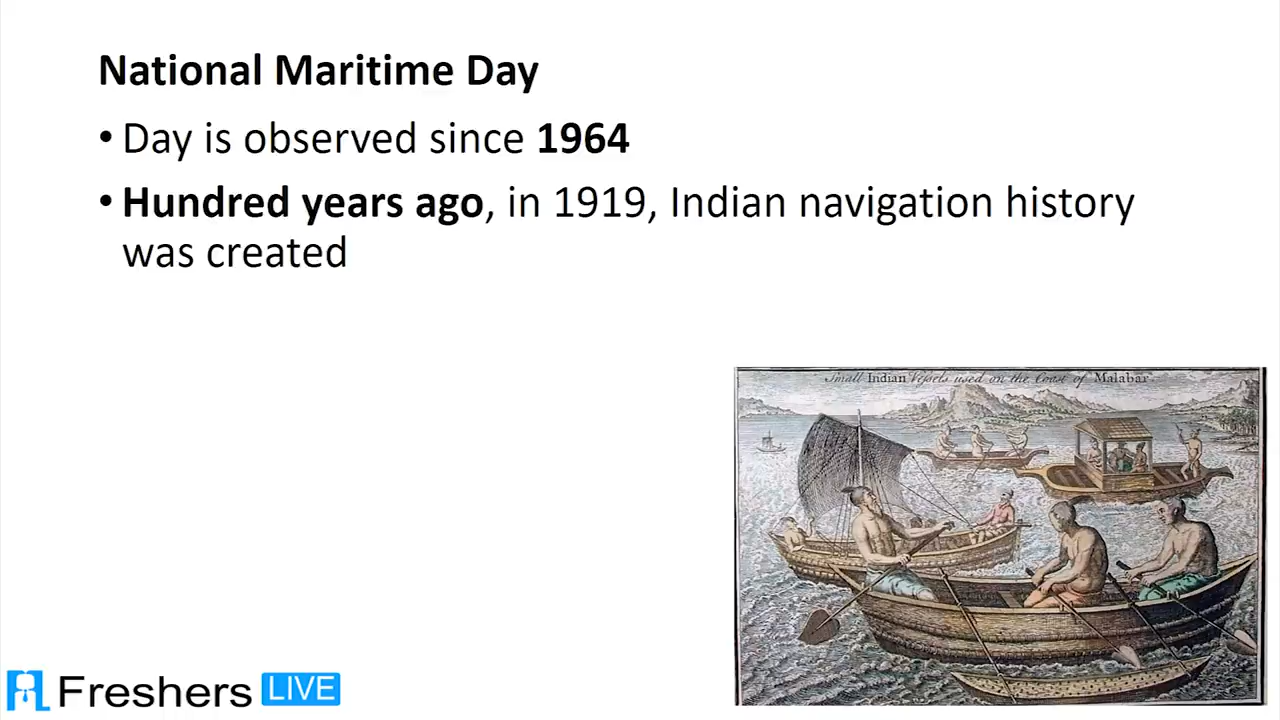 National Maritime Day
• Day is observed since 1964
• Hundred years ago, in 1919, Indian navigation history
was created
Small Indian Vessels used on the Coast of Malabar.
Freshers LIVE